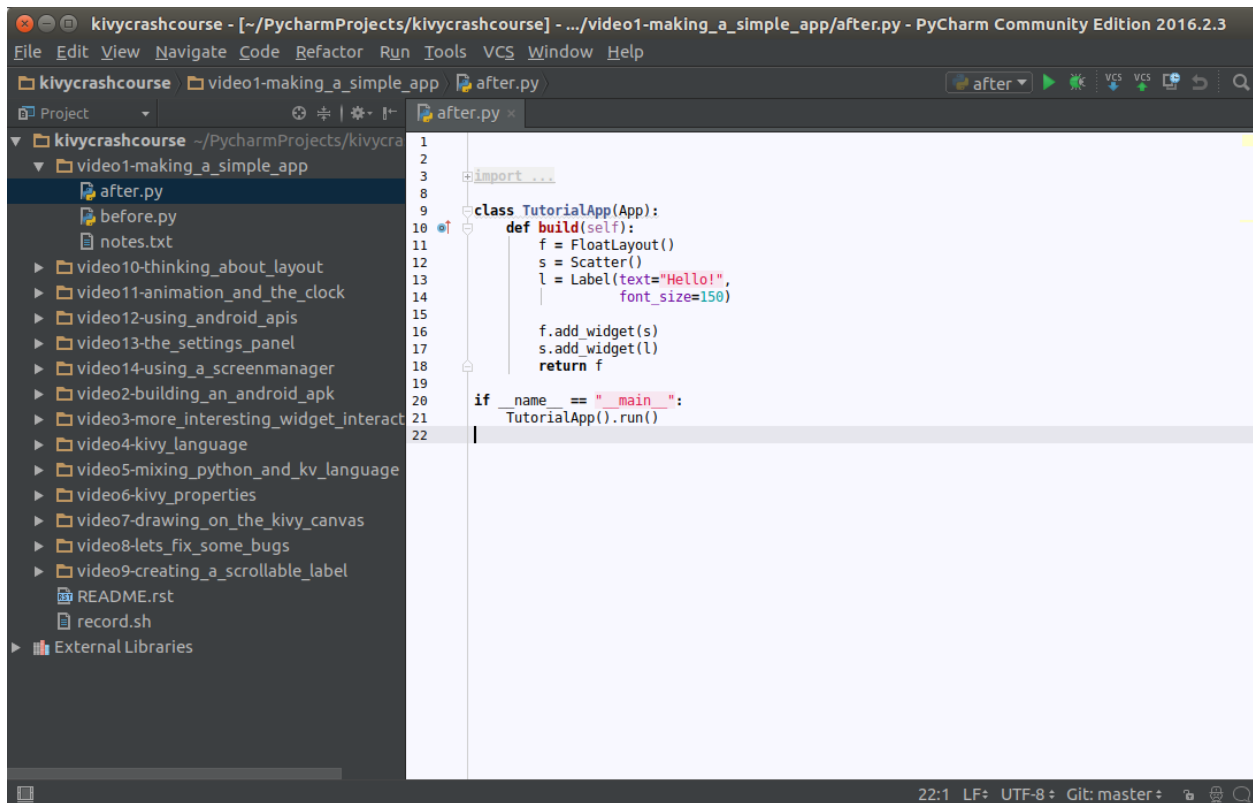 kivycrashcourse - [~/PycharmProjects/kivycrashcourse] - .../video1-making_a_simple_app/after.py - PyCharm Community Edition 2016.2.3
File Edit View Navigate Code Refactor Run Tools VCS Window Help
kivycrashcourse video1-making_a_simple_app after.py after VCS VCS
Project
kivycrashcourse ~/PycharmProjects/kivycra
video1-making_a_simple_app
after.py
before.py
notes.txt
video10-thinking_about_layout
video11-animation_and_the_clock
video12-using_android_apis
video13-the_settings_panel
video14-using_a_screenmanager
video2-building_an_android_apk
video3-more_interesting_widget_interact
video4-kivy_language
video5-mixing_python_and_kv_language
video6-kivy_properties
video7-drawing_on_the_kivy_canvas
video8-lets_fix_some_bugs
video9-creating_a_scrollable_label
README.rst
record.sh
External Libraries
after.py
1
2
3 import ...
8
9 class TutorialApp(App):
10     def build(self):
11         f = FloatLayout()
12         s = Scatter()
13         l = Label(text="Hello!",
14                   font_size=150)
15
16         f.add_widget(s)
17         s.add_widget(l)
18         return f
19
20 if __name__ == "__main__":
21     TutorialApp().run()
22
22:1 LF UTF-8 Git: master